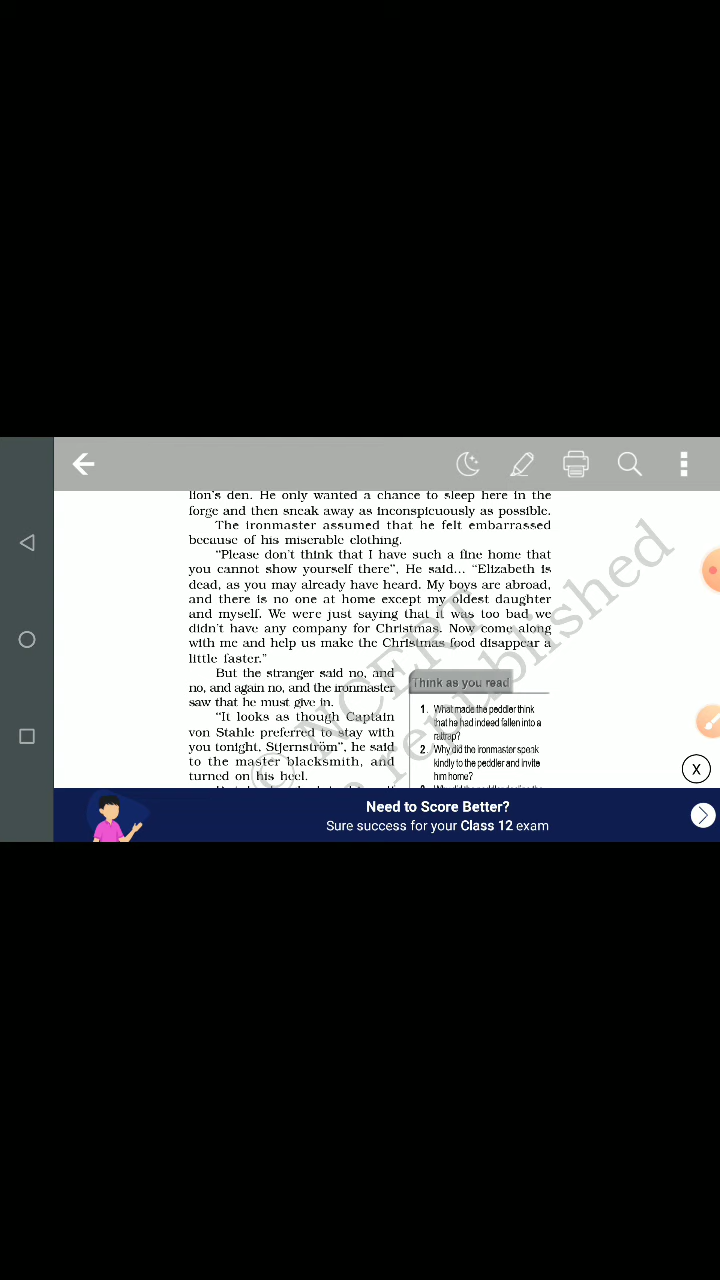 lion's den. He only wanted a chance to sleep here in the
forge and then sneak away as inconspicuously as possible.
The ironmaster assumed that he felt embarrassed
because of his miserable clothing.
"Please don't think that I have such a fine home that
you cannot show yourself there", He said... "Elizabeth is
dead, as you may already have heard. My boys are abroad,
and there is no one at home except my oldest daughter
and myself. We were just saying that it was too bad we
didn't have any company for Christmas. Now come along
with me and help us make the Christmas food disappear a
little faster."
But the stranger said no, and
no, and again no, and the ironmaster
saw that he must give in.
"It looks as though Captain
von Stahle preferred to stay with
you tonight, Stjernström", he said
to the master blacksmith, and
turned on his heel.
Think as you read
1. What made the peddler think
that he had indeed fallen into a
rattrap?
2. Why did the ironmaster speak
kindly to the peddler and invite
him home?
© NCERT
republished
X
Need to Score Better?
Sure success for your Class 12 exam